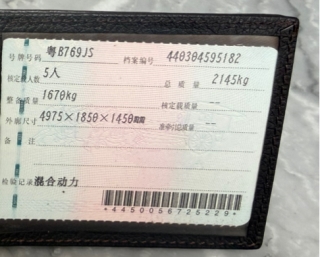 号牌号码 粤B769JS 档案编号 440304595182
核定载人数 5人 总质量 2145kg
整备质量 1670kg 核定载质量 --
外廓尺寸 4975×1850×1450mm 准牵引总质量 --
备注
检验记录 混合动力
*4450056725229*